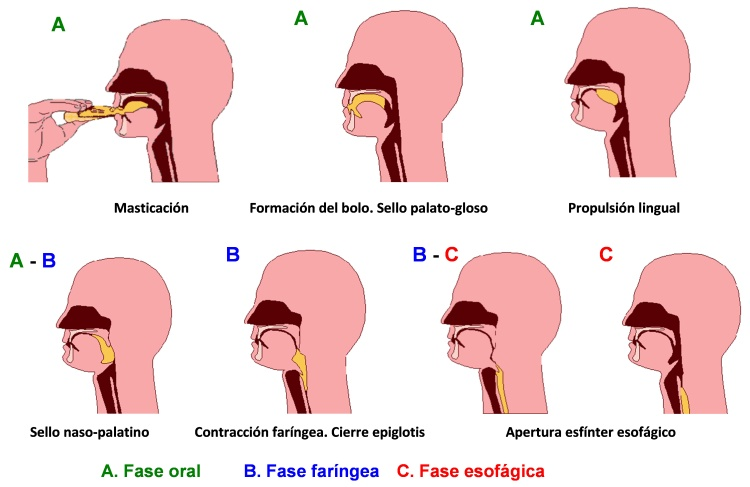 A
A
A
Masticación
Formación del bolo. Sello palato-gloso
Propulsión lingual
A - B
B
B - C
C
Sello naso-palatino
Contracción faríngea. Cierre epiglotis
Apertura esfínter esofágico
A. Fase oral
B. Fase faríngea
C. Fase esofágica